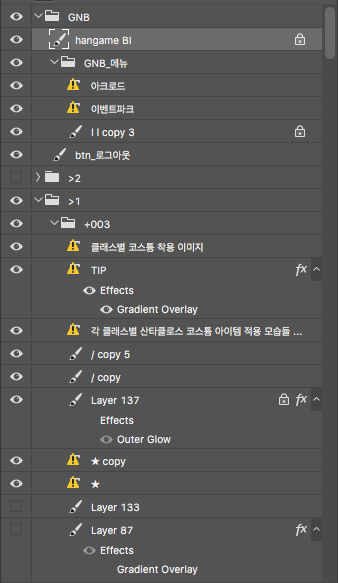 GNB
hangame BI
GNB_메뉴
아크로드
이벤트파크
l l copy 3
btn_로그아웃
>2
>1
+003
클래스별 코스튬 착용 이미지
TIP
fx
Effects
Gradient Overlay
각 클래스별 산타클로스 코스튬 아이템 적용 모습들 ...
/ copy 5
/ copy
Layer 137
fx
Effects
Outer Glow
★ copy
★
Layer 133
Layer 87
fx
Effects
Gradient Overlay